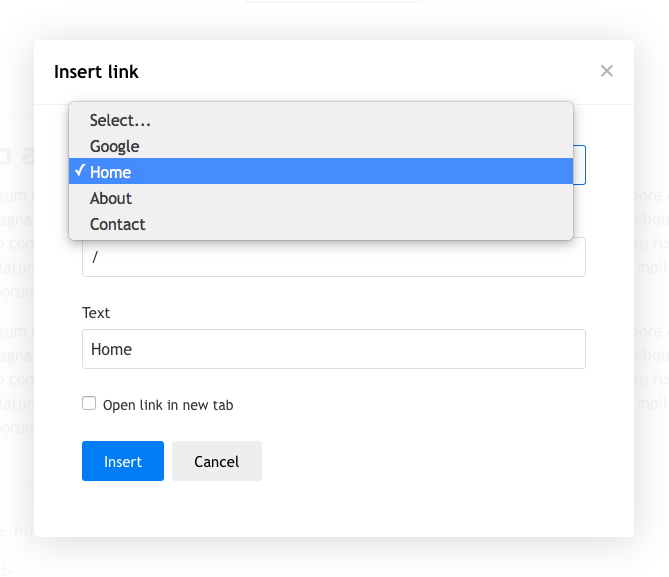 Insert link
×
Select...
Google
✓ Home
About
Contact
/
Text
Home
Open link in new tab
Insert
Cancel